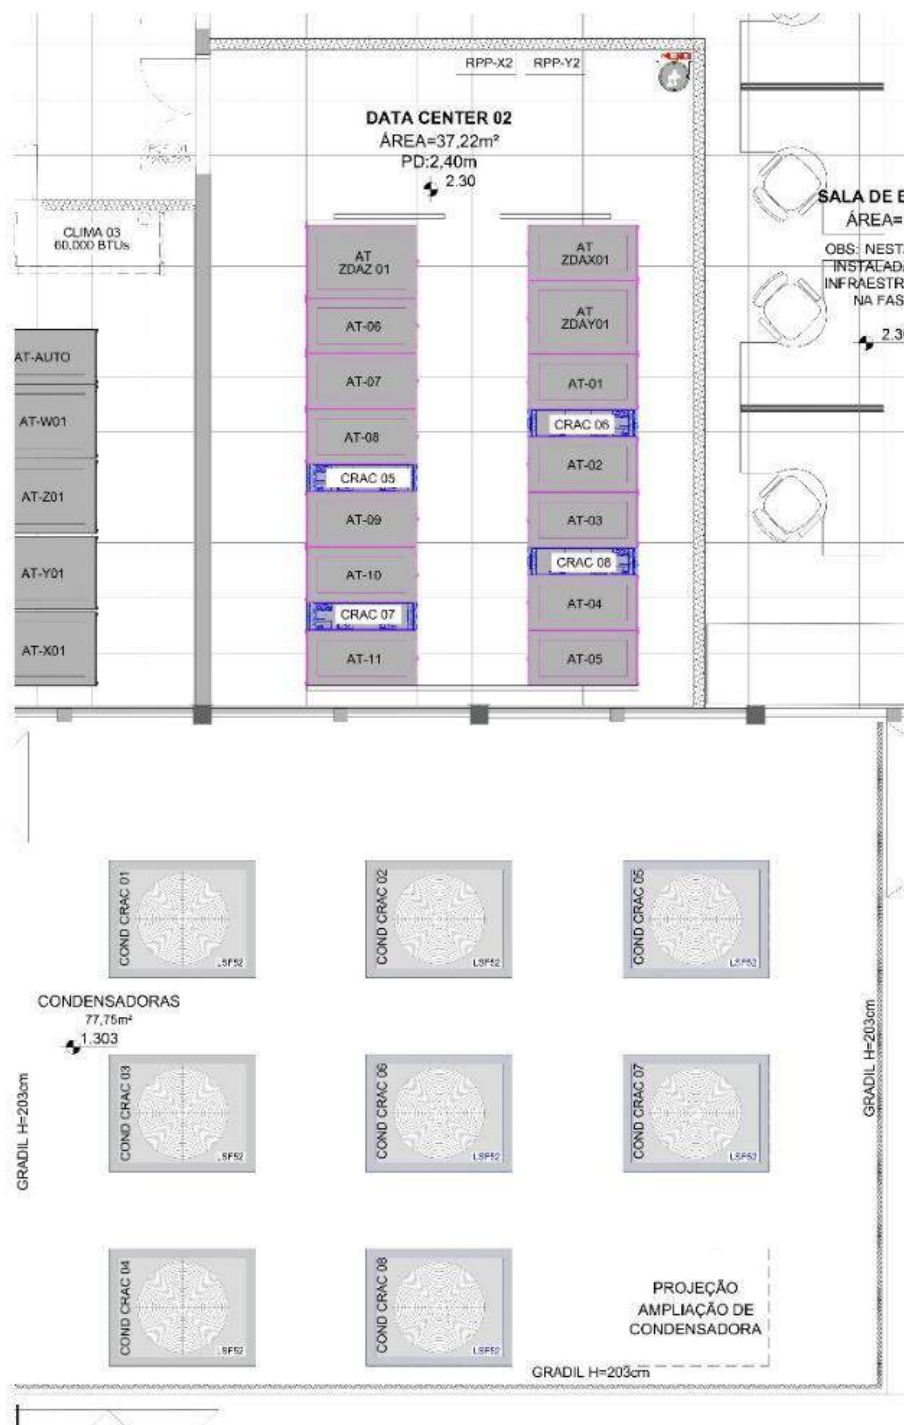 RPP-X2
RPP-Y2
DATA CENTER 02
ÁREA=37,22m²
PD:2,40m
2.30
CLIMA 03
60.000 BTUs
AT-AUTO
AT-W01
AT-Z01
AT-Y01
AT-X01
AT
ZDAZ 01
AT-06
AT-07
AT-08
CRAC 05
AT-09
AT-10
CRAC 07
AT-11
AT
ZDAX01
AT
ZDAY01
AT-01
CRAC 06
AT-02
AT-03
CRAC 08
AT-04
AT-05
SALA DE
ÁREA=
OBS: NEST
INSTALAD
INFRAESTR
NA FAS
2.3
COND CRAC 01
LSF52
COND CRAC 02
LSF52
COND CRAC 05
LSF52
CONDENSADORAS
77,75m²
1.303
GRADIL H=203cm
GRADIL H=203cm
COND CRAC 03
LSF52
COND CRAC 06
LSF52
COND CRAC 07
LSF52
COND CRAC 04
LSF52
COND CRAC 08
LSF52
PROJEÇÃO
AMPLIAÇÃO DE
CONDENSADORA
GRADIL H=203cm